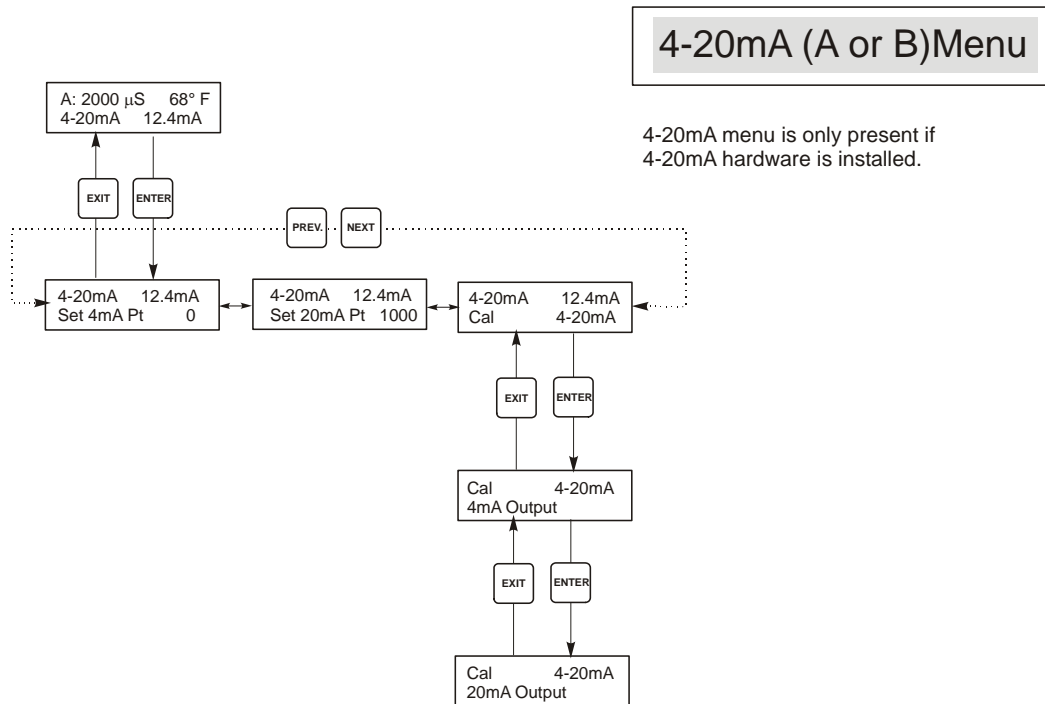 4-20mA (A or B)Menu
4-20mA menu is only present if
4-20mA hardware is installed.
A: 2000 µS 68° F
4-20mA 12.4mA
EXIT
ENTER
PREV.
NEXT
4-20mA 12.4mA
Set 4mA Pt 0
4-20mA 12.4mA
Set 20mA Pt 1000
4-20mA 12.4mA
Cal 4-20mA
EXIT
ENTER
Cal 4-20mA
4mA Output
EXIT
ENTER
Cal 4-20mA
20mA Output